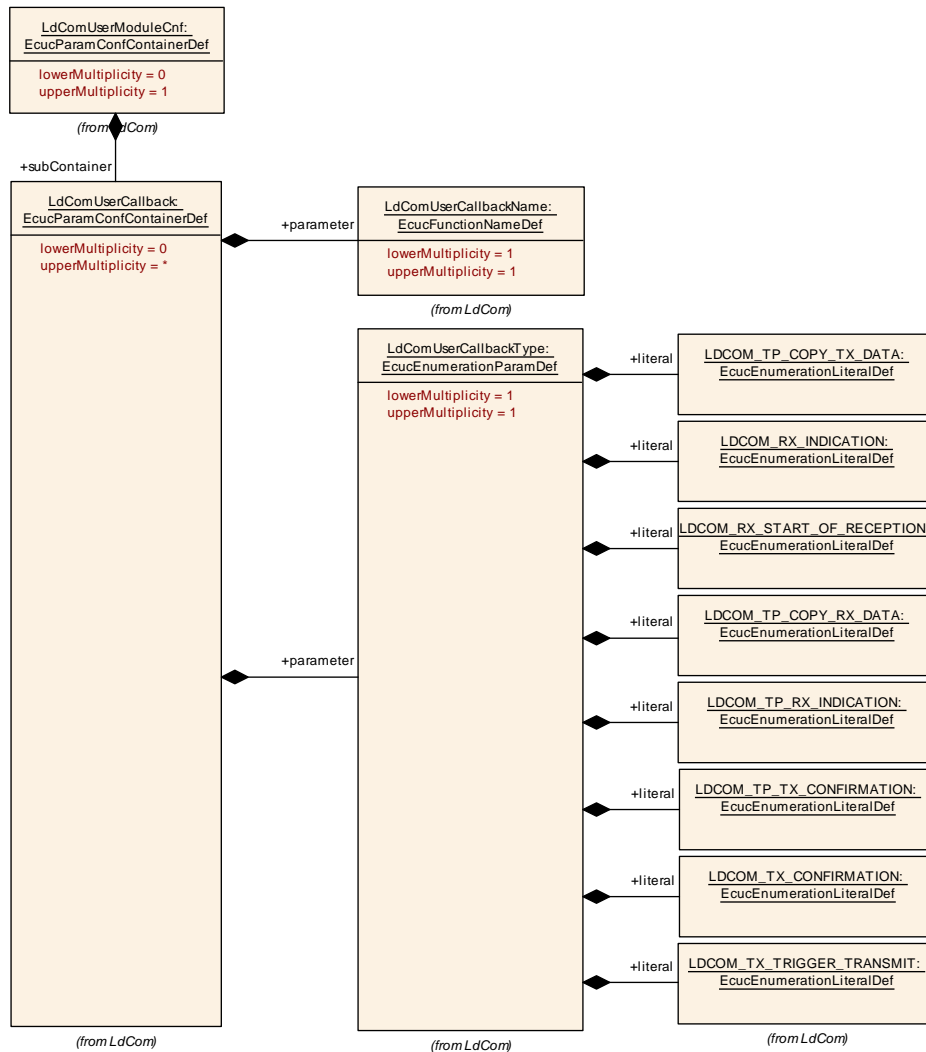 LdComUserModuleCnf:
EcucParamConfContainerDef
lowerMultiplicity = 0
upperMultiplicity = 1
(from LdCom)
+subContainer
LdComUserCallback:
EcucParamConfContainerDef
lowerMultiplicity = 0
upperMultiplicity = *
+parameter
LdComUserCallbackName:
EcucFunctionNameDef
lowerMultiplicity = 1
upperMultiplicity = 1
(from LdCom)
+parameter
LdComUserCallbackType:
EcucEnumerationParamDef
lowerMultiplicity = 1
upperMultiplicity = 1
+literal
LDCOM_TP_COPY_TX_DATA:
EcucEnumerationLiteralDef
+literal
LDCOM_RX_INDICATION:
EcucEnumerationLiteralDef
+literal
LDCOM_RX_START_OF_RECEPTION
EcucEnumerationLiteralDef
+literal
LDCOM_TP_COPY_RX_DATA:
EcucEnumerationLiteralDef
+literal
LDCOM_TP_RX_INDICATION:
EcucEnumerationLiteralDef
+literal
LDCOM_TP_TX_CONFIRMATION:
EcucEnumerationLiteralDef
+literal
LDCOM_TX_CONFIRMATION:
EcucEnumerationLiteralDef
+literal
LDCOM_TX_TRIGGER_TRANSMIT:
EcucEnumerationLiteralDef
(from LdCom)
(from LdCom)
(from LdCom)